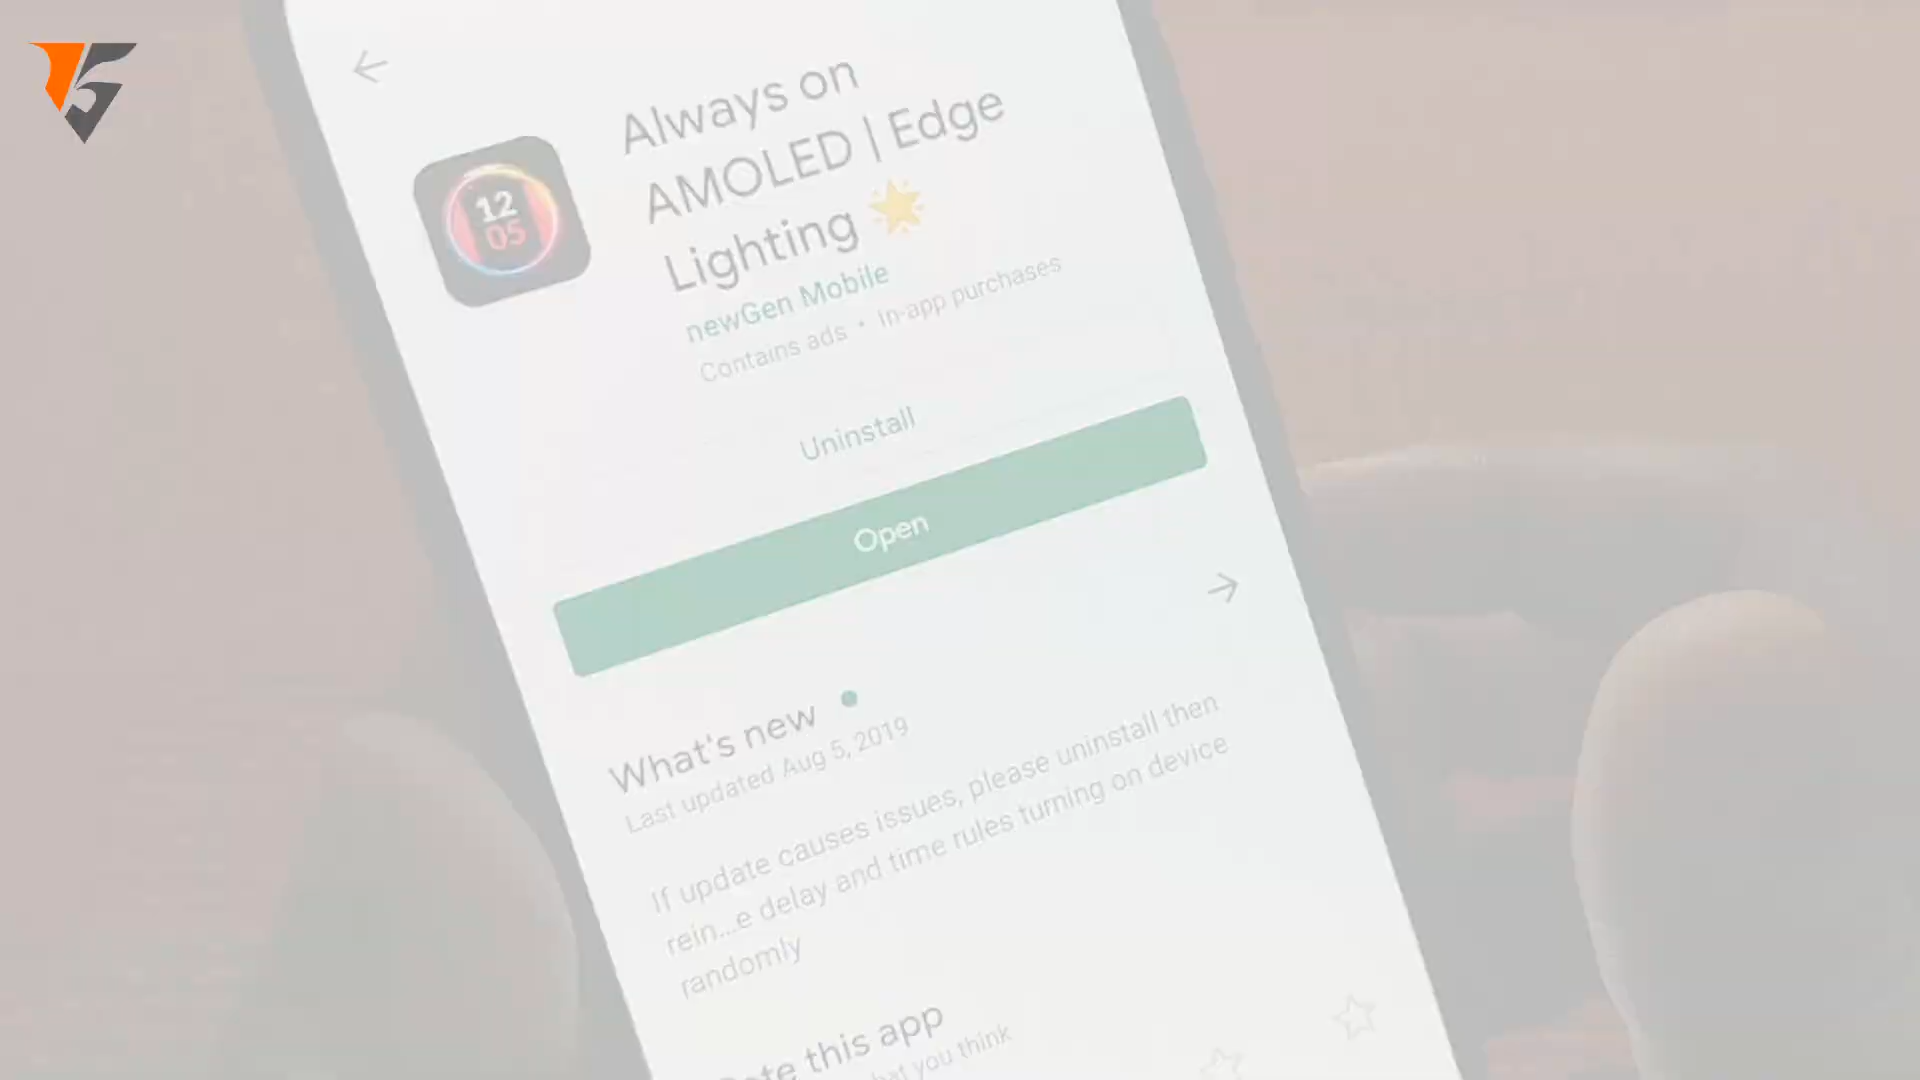 Always on
AMOLED | Edge
Lighting 🌟
12
05
newGen Mobile
Contains ads • In-app purchases
Uninstall
Open
What's new
Last updated Aug 5, 2019
If update causes issues, please uninstall then
rein...e delay and time rules turning on device
randomly
this app
you think